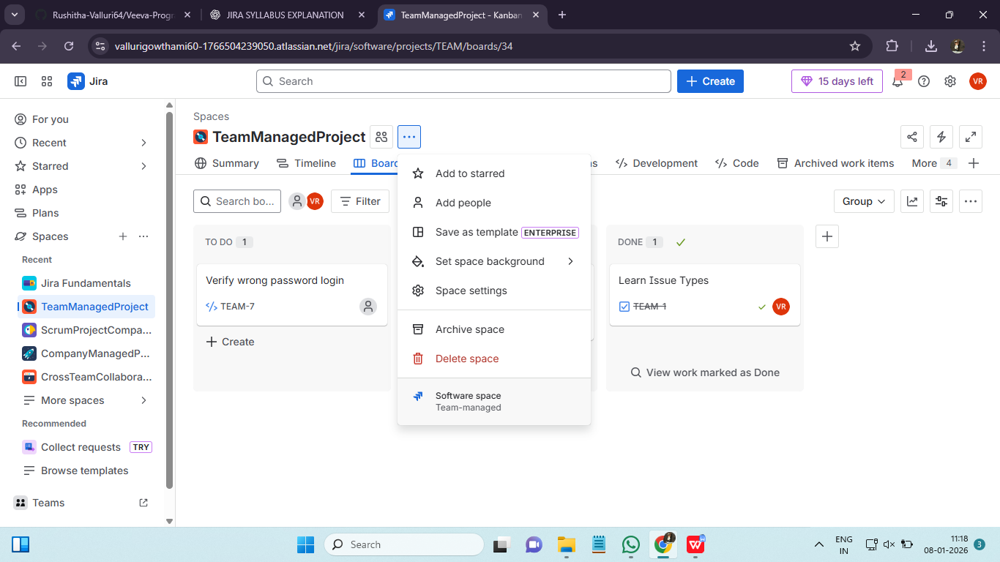 Rushitha-Valluri64/Veeva-Progr
JIRA SYLLABUS EXPLANATION
TeamManagedProject - Kanban
vallurigowthami60-1766504239050.atlassian.net/jira/software/projects/TEAM/boards/34
Jira
Search
Create
15 days left
2
VR
For you
Recent
Starred
Apps
Plans
Spaces
Recent
Jira Fundamentals
TeamManagedProject
ScrumProjectCompa...
CompanyManagedP...
CrossTeamCollabora...
More spaces
Recommended
Collect requests TRY
Browse templates
Teams
Spaces
TeamManagedProject
Summary
Timeline
Boar
ns
Development
Code
Archived work items
More 4
Search bo...
VR
Filter
Group
TO DO 1
Verify wrong password login
TEAM-7
Create
Add to starred
Add people
Save as template ENTERPRISE
Set space background
Space settings
Archive space
Delete space
Software space
Team-managed
DONE 1
Learn Issue Types
TEAM-1
VR
View work marked as Done
Search
ENG
IN
11:18
08-01-2026
3